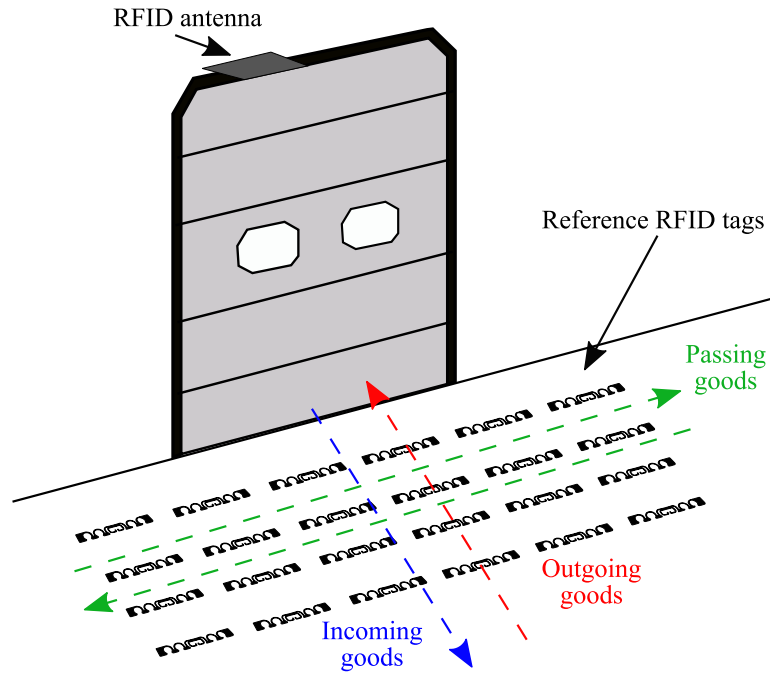 RFID antenna
Reference RFID tags
Passing
goods
Outgoing
goods
Incoming
goods